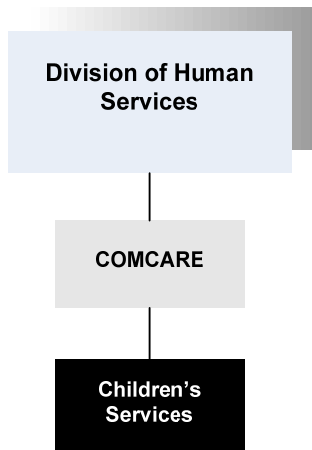 Division of Human
Services
COMCARE
Children’s
Services